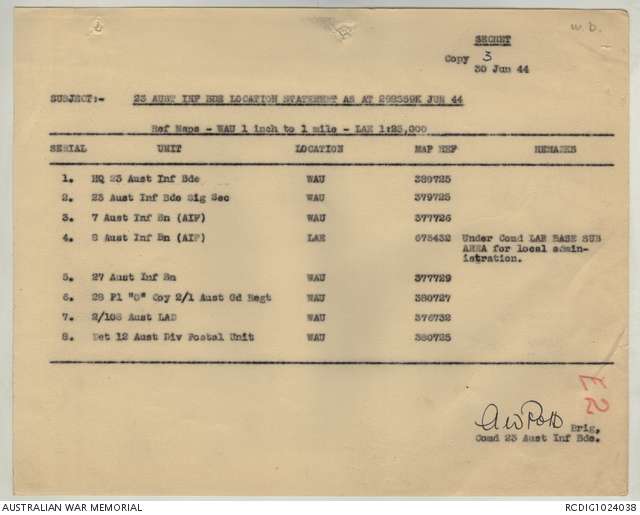 w.d.
SECRET
Copy 3
30 Jun 44
SUBJECT:- 23 AUST INF BDE LOCATION STATEMENT AS AT 292359K JUN 44
Ref Maps - WAU 1 inch to 1 mile - LAE 1:25,000
SERIAL UNIT LOCATION MAP REF REMARKS
1. HQ 23 Aust Inf Bde WAU 389725
2. 23 Aust Inf Bde Sig Sec WAU 379725
3. 7 Aust Inf Bn (AIF) WAU 377726
4. 8 Aust Inf Bn (AIF) LAE 673432 Under Comd LAE BASE SUB
AREA for local admin-
istration.
5. 27 Aust Inf Bn WAU 377729
6. 28 Pl "O" Coy 2/1 Aust Gd Regt WAU 380727
7. 2/108 Aust LAD WAU 376732
8. Det 12 Aust Div Postal Unit WAU 380725
E2
Brig,
Comd 23 Aust Inf Bde.
AUSTRALIAN WAR MEMORIAL
RCDIG1024038